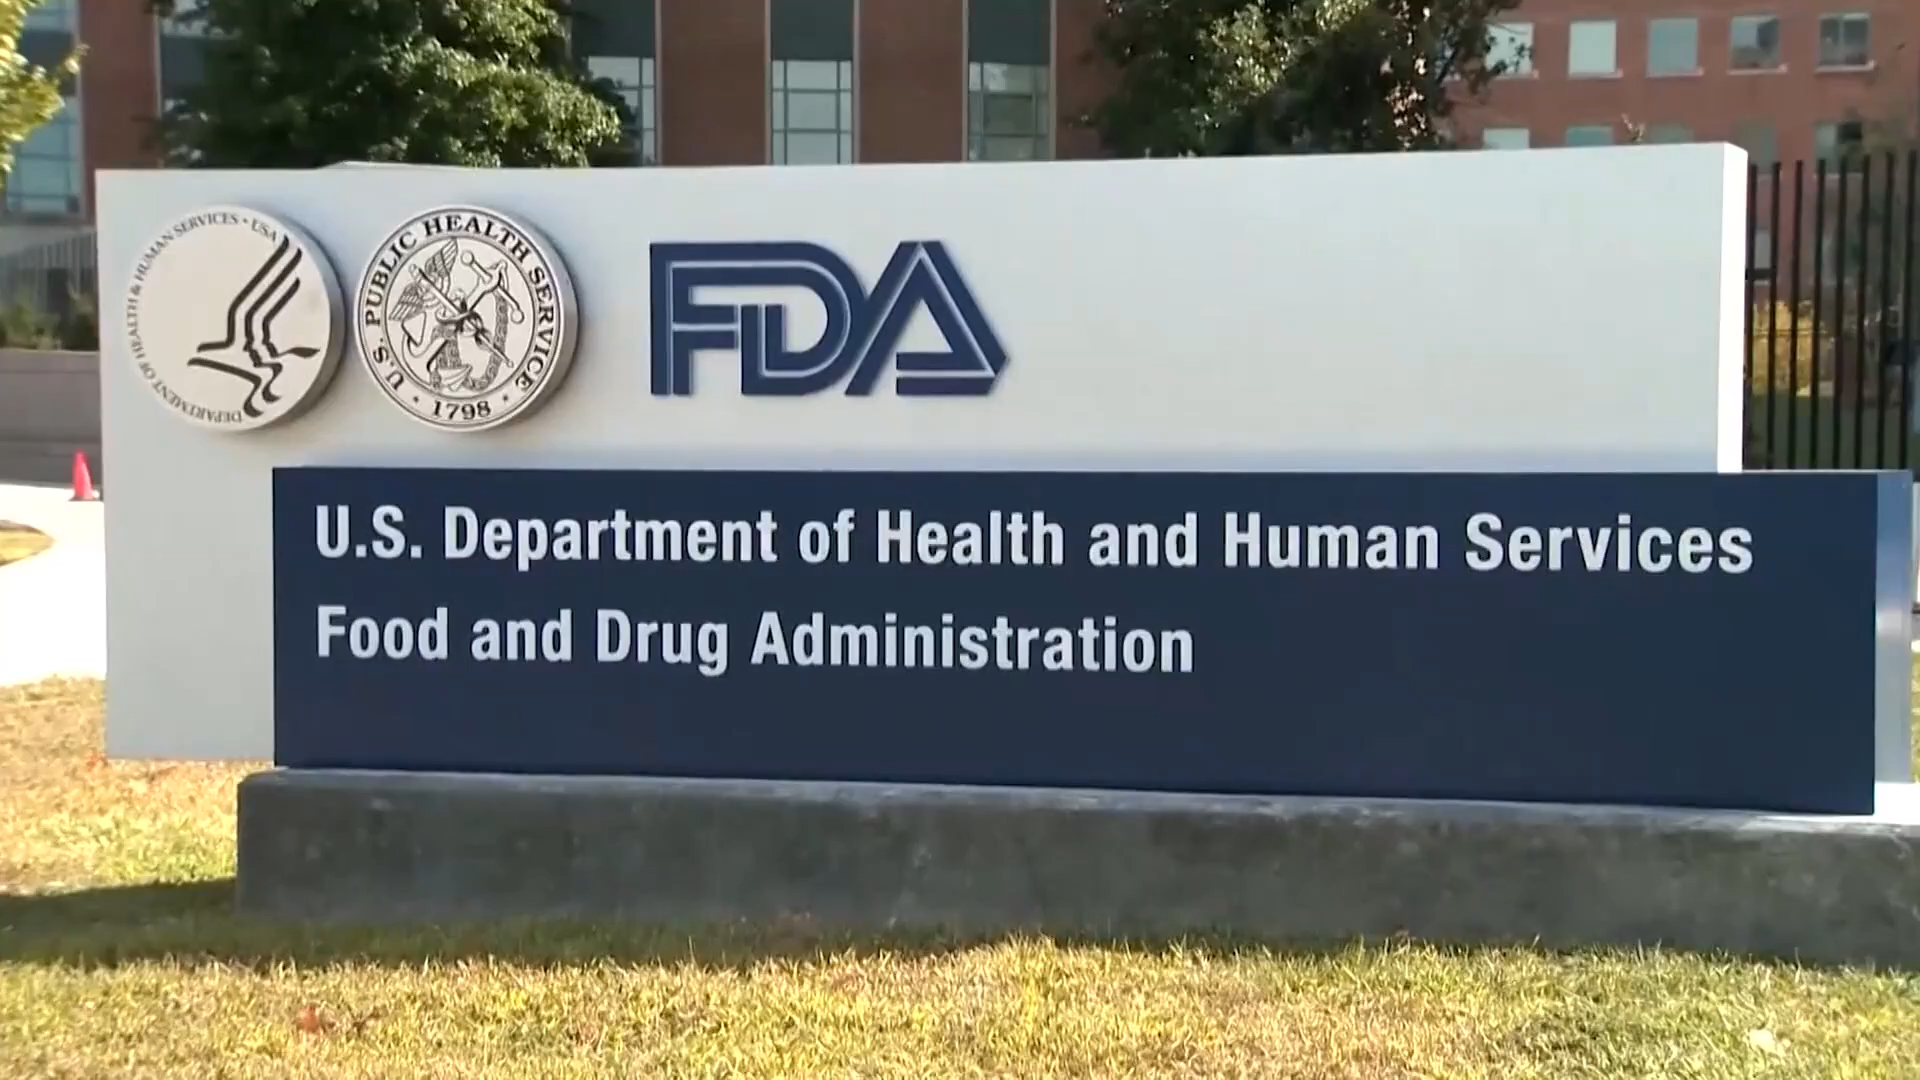 DEPARTMENT OF HEALTH & HUMAN SERVICES • USA
U.S. PUBLIC HEALTH SERVICE
• 1798 •
FDA
U.S. Department of Health and Human Services
Food and Drug Administration